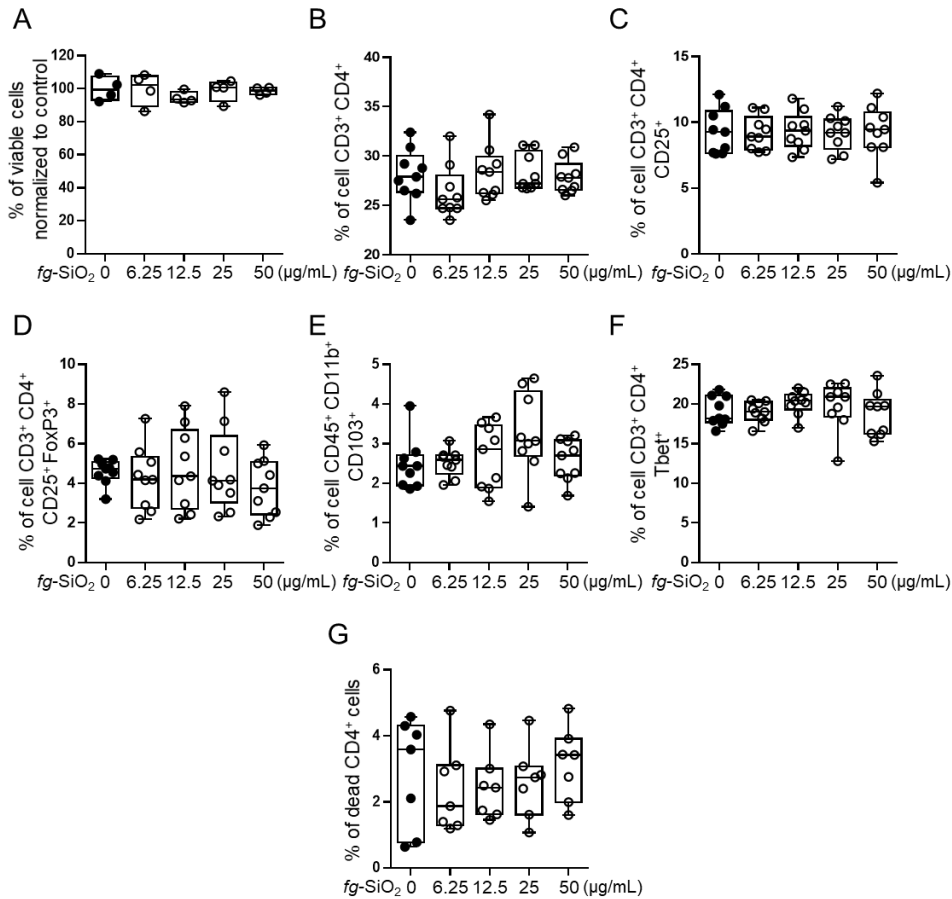 A
% of viable cells
normalized to control
120
100
80
60
40
20
0
fg-SiO₂ 0 6.25 12.5 25 50 (µg/mL)
B
% of cell CD3⁺ CD4⁺
40
35
30
25
20
fg-SiO₂ 0 6.25 12.5 25 50 (µg/mL)
C
% of cell CD3⁺ CD4⁺
CD25⁺
15
10
5
0
fg-SiO₂ 0 6.25 12.5 25 50 (µg/mL)
D
% of cell CD3⁺ CD4⁺
CD25⁺ FoxP3⁺
10
8
6
4
2
0
fg-SiO₂ 0 6.25 12.5 25 50 (µg/mL)
E
% of cell CD45⁺ CD11b⁺
CD103⁺
5
4
3
2
1
0
fg-SiO₂ 0 6.25 12.5 25 50 (µg/mL)
F
% of cell CD3⁺ CD4⁺
Tbet⁺
25
20
15
10
5
0
fg-SiO₂ 0 6.25 12.5 25 50 (µg/mL)
G
% of dead CD4⁺ cells
6
4
2
0
fg-SiO₂ 0 6.25 12.5 25 50 (µg/mL)